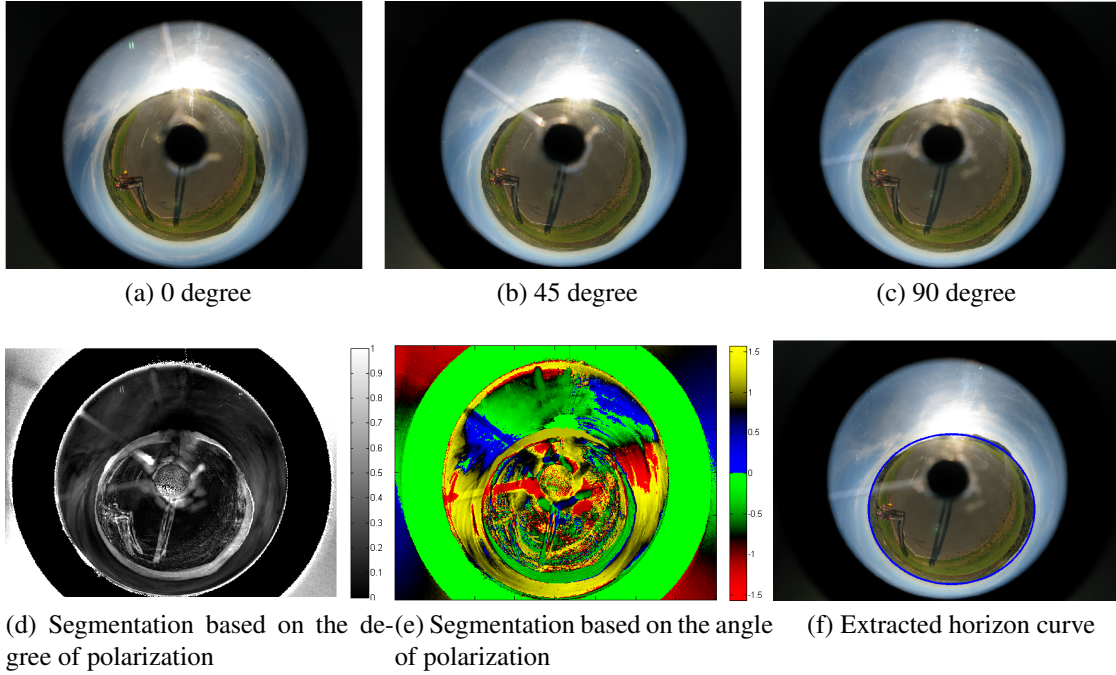 (a) 0 degree
(b) 45 degree
(c) 90 degree
1
0.9
0.8
0.7
0.6
0.5
0.4
0.3
0.2
0.1
0
1.5
1
0.5
0
-0.5
-1
-1.5
(d) Segmentation based on the de-
gree of polarization
(e) Segmentation based on the angle
of polarization
(f) Extracted horizon curve